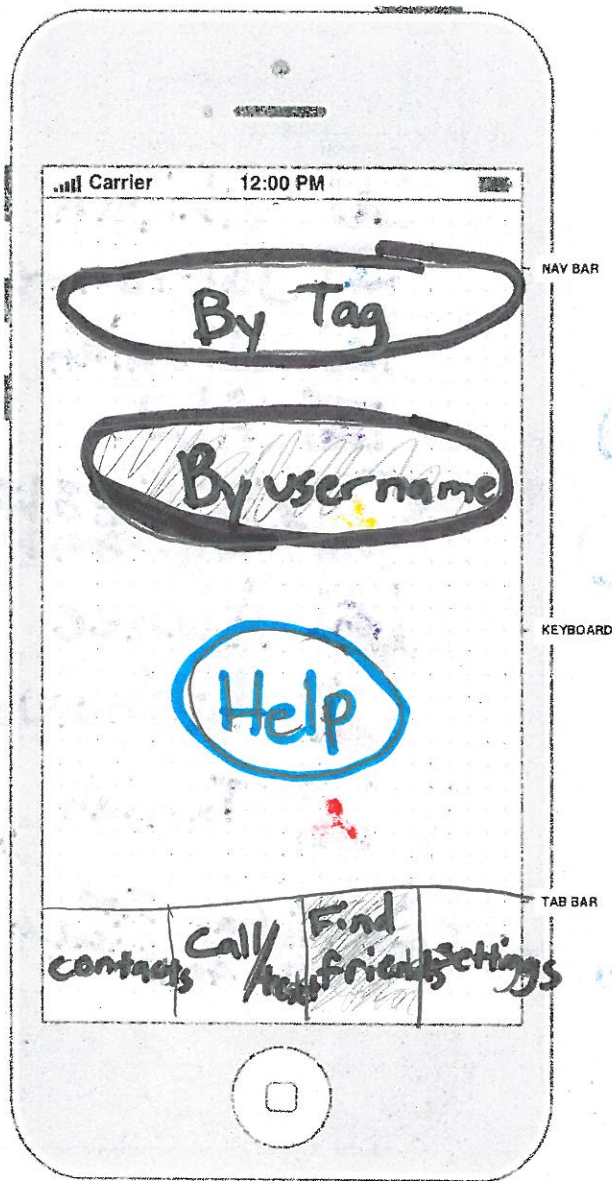 Carrier 12:00 PM
NAV BAR
By Tag
By username
KEYBOARD
Help
TAB BAR
contacts
Call/
Find
friends
settings